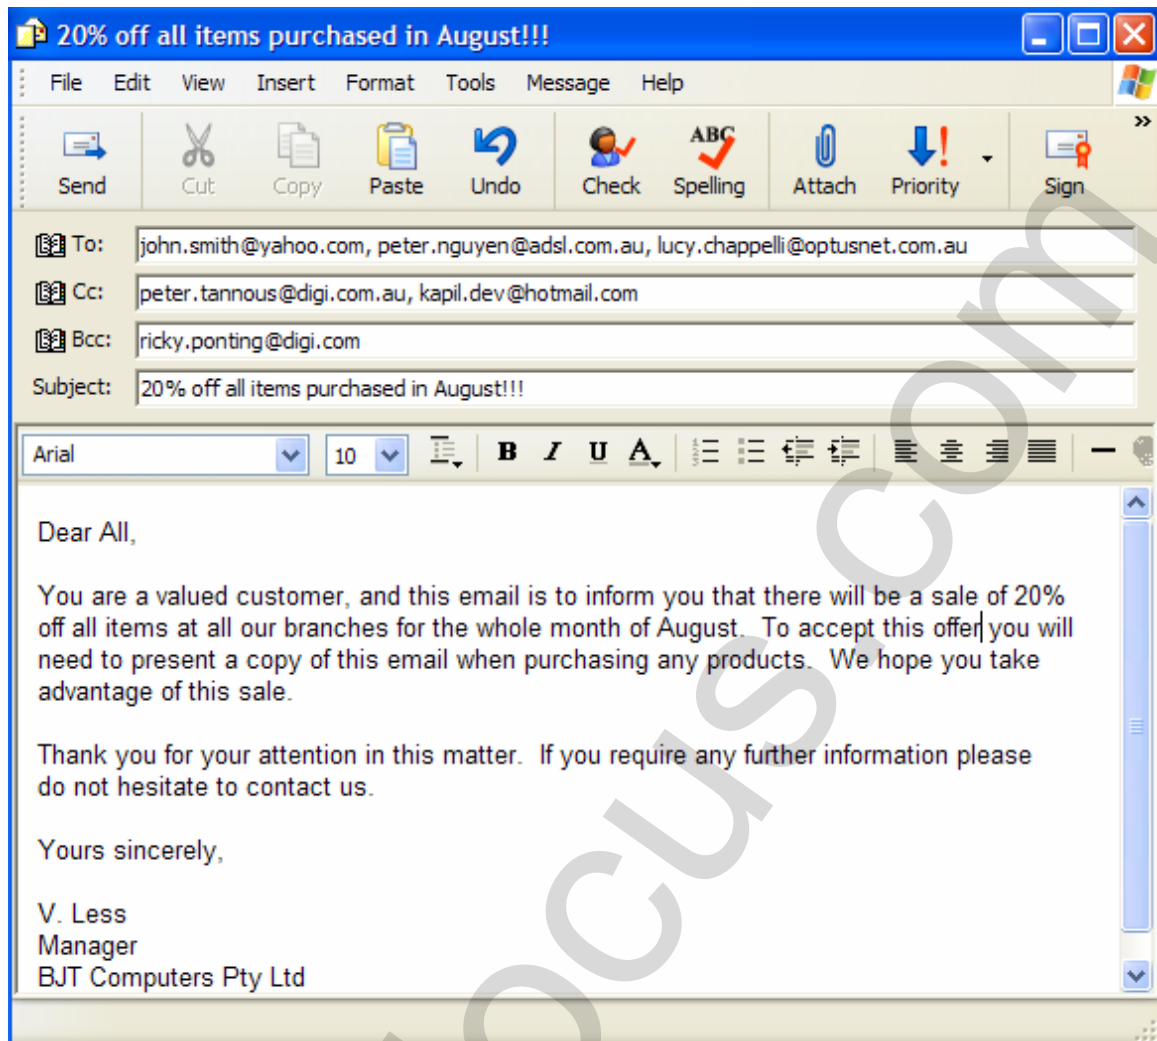 20% off all items purchased in August!!!
File Edit View Insert Format Tools Message Help
»
ABC
Send Cut Copy Paste Undo Check Spelling Attach Priority Sign
To: john.smith@yahoo.com, peter.nguyen@adsl.com.au, lucy.chappelli@optusnet.com.au
Cc: peter.tannous@digi.com.au, kapil.dev@hotmail.com
Bcc: ricky.ponting@digi.com
Subject: 20% off all items purchased in August!!!
Arial 10 B I U A
Dear All,
You are a valued customer, and this email is to inform you that there will be a sale of 20%
off all items at all our branches for the whole month of August. To accept this offer you will
need to present a copy of this email when purchasing any products. We hope you take
advantage of this sale.
Thank you for your attention in this matter. If you require any further information please
do not hesitate to contact us.
Yours sincerely,
V. Less
Manager
BJT Computers Pty Ltd
ocus.com